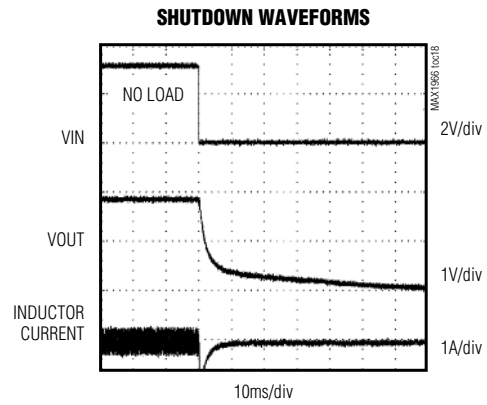 SHUTDOWN WAVEFORMS
MAX1966 toc18
NO LOAD
VIN
2V/div
VOUT
1V/div
INDUCTOR
CURRENT
1A/div
10ms/div